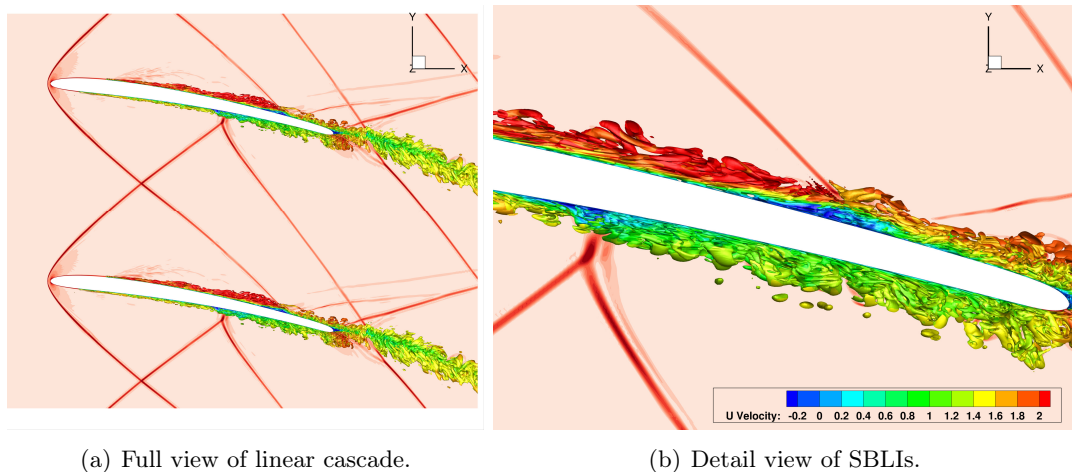 Y
Z X
Y
Z X
U Velocity: -0.2 0 0.2 0.4 0.6 0.8 1 1.2 1.4 1.6 1.8 2
(a) Full view of linear cascade.
(b) Detail view of SBLIs.